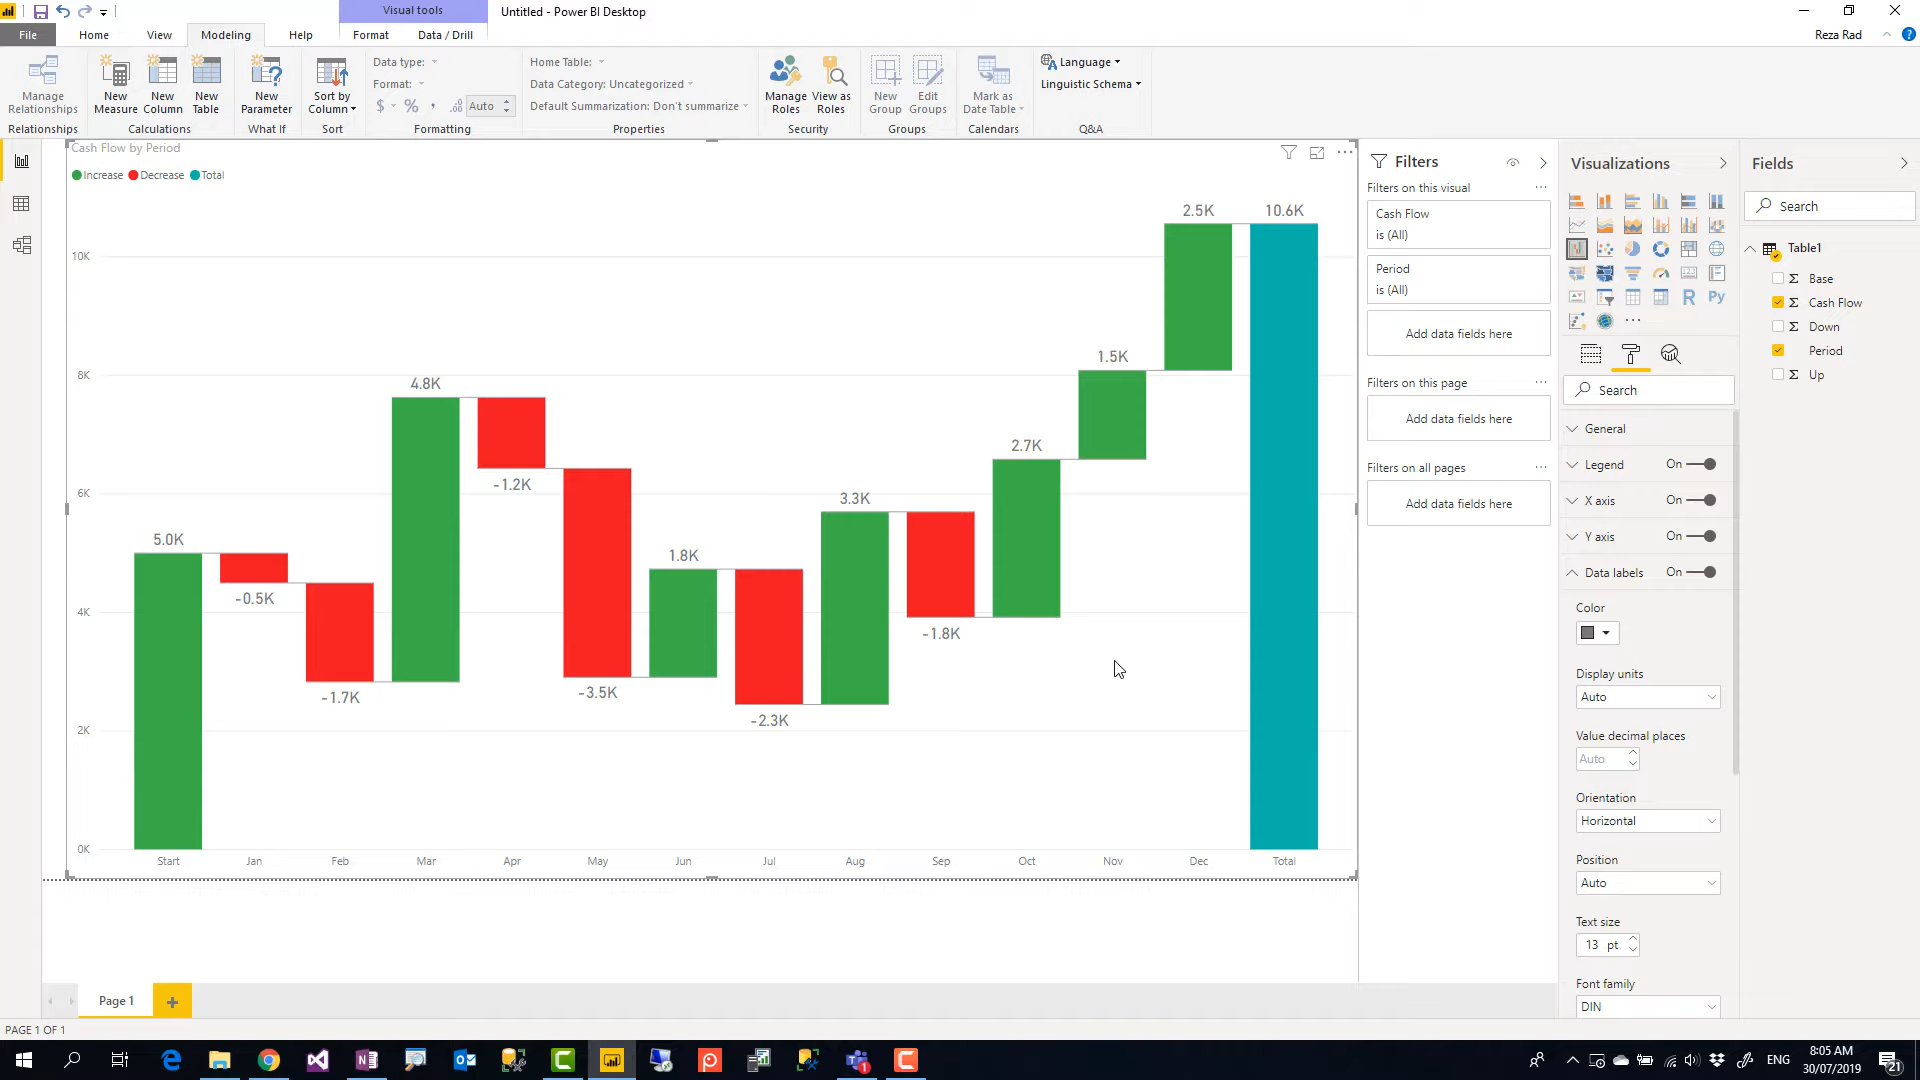 Visual tools
Untitled - Power BI Desktop
File
Home
View
Modeling
Help
Format
Data / Drill
Reza Rad
Manage
Relationships
New
Measure
New
Column
New
Table
New
Parameter
Sort by
Column
Data type:
Format:
$ % , .00 Auto
Home Table:
Data Category: Uncategorized
Default Summarization: Don't summarize
Manage
Roles
View as
Roles
New
Group
Edit
Groups
Mark as
Date Table
Language
Linguistic Schema
Relationships
Calculations
What If
Sort
Formatting
Properties
Security
Groups
Calendars
Q&A
Cash Flow by Period
Increase Decrease Total
10K
8K
6K
4K
2K
0K
5.0K
-0.5K
-1.7K
4.8K
-1.2K
-3.5K
1.8K
-2.3K
3.3K
-1.8K
2.7K
1.5K
2.5K
10.6K
Start Jan Feb Mar Apr May Jun Jul Aug Sep Oct Nov Dec Total
Filters
Filters on this visual
Cash Flow
is (All)
Period
is (All)
Add data fields here
Filters on this page
Add data fields here
Filters on all pages
Add data fields here
Visualizations
R Py
Search
General
Legend On
X axis On
Y axis On
Data labels On
Color
Display units
Auto
Value decimal places
Auto
Orientation
Horizontal
Position
Auto
Text size
13 pt
Font family
DIN
Fields
Search
Table1
Base
Cash Flow
Down
Period
Up
Page 1
PAGE 1 OF 1
ENG
8:05 AM
30/07/2019
21